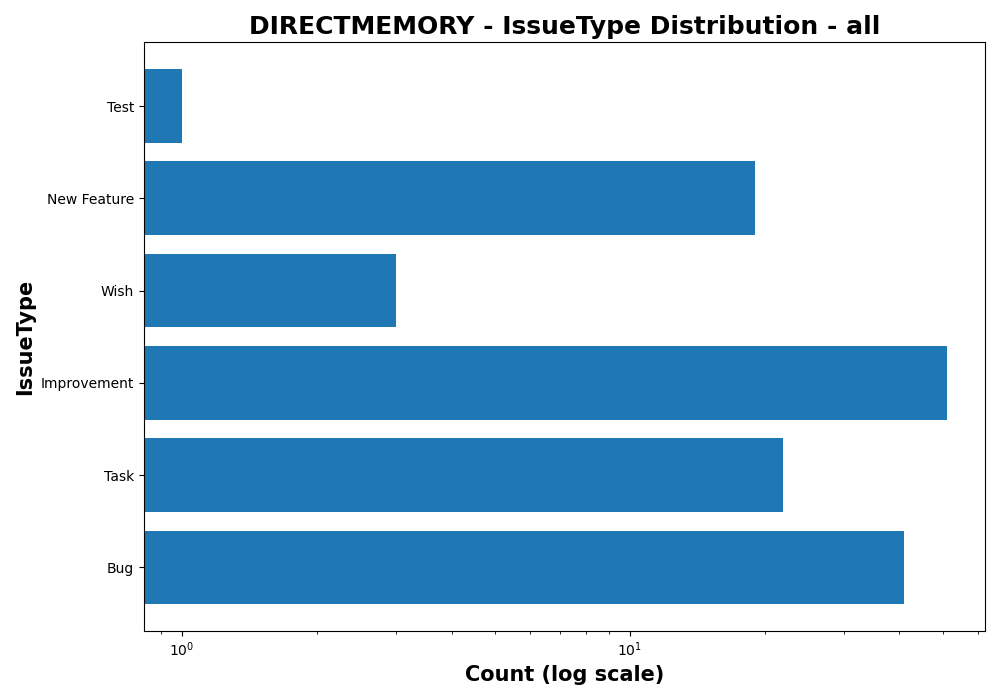 DIRECTMEMORY - IssueType Distribution - all
Test
New Feature
Wish
Improvement
Task
Bug
IssueType
10⁰
10¹
Count (log scale)